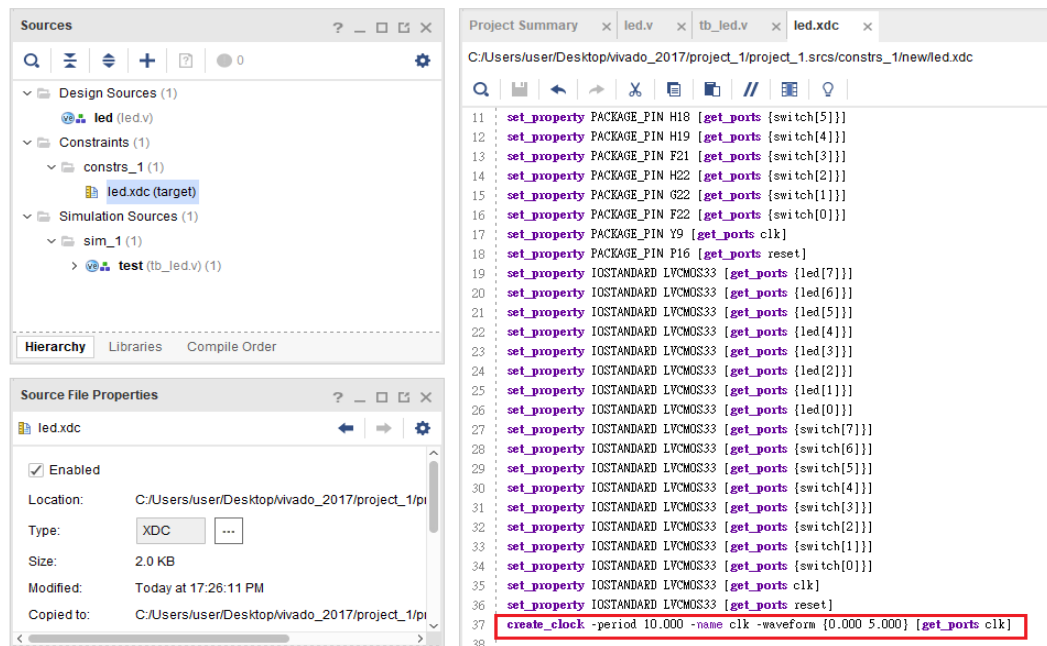 Sources
? _ □ X
0
Design Sources (1)
led (led.v)
Constraints (1)
constrs_1 (1)
led.xdc (target)
Simulation Sources (1)
sim_1 (1)
test (tb_led.v) (1)
Hierarchy Libraries Compile Order
Source File Properties
? _ □ X
led.xdc
Enabled
Location: C:/Users/user/Desktop/vivado_2017/project_1/p
Type: XDC ...
Size: 2.0 KB
Modified: Today at 17:26:11 PM
Copied to: C:/Users/user/Desktop/vivado_2017/project_1/p
Project Summary x led.v x tb_led.v x led.xdc x
C:/Users/user/Desktop/vivado_2017/project_1/project_1.srcs/constrs_1/new/led.xdc
11 set_property PACKAGE_PIN H18 [get_ports {switch[5]}]
12 set_property PACKAGE_PIN H19 [get_ports {switch[4]}]
13 set_property PACKAGE_PIN F21 [get_ports {switch[3]}]
14 set_property PACKAGE_PIN H22 [get_ports {switch[2]}]
15 set_property PACKAGE_PIN G22 [get_ports {switch[1]}]
16 set_property PACKAGE_PIN F22 [get_ports {switch[0]}]
17 set_property PACKAGE_PIN Y9 [get_ports clk]
18 set_property PACKAGE_PIN P16 [get_ports reset]
19 set_property IOSTANDARD LVCMOS33 [get_ports {led[7]}]
20 set_property IOSTANDARD LVCMOS33 [get_ports {led[6]}]
21 set_property IOSTANDARD LVCMOS33 [get_ports {led[5]}]
22 set_property IOSTANDARD LVCMOS33 [get_ports {led[4]}]
23 set_property IOSTANDARD LVCMOS33 [get_ports {led[3]}]
24 set_property IOSTANDARD LVCMOS33 [get_ports {led[2]}]
25 set_property IOSTANDARD LVCMOS33 [get_ports {led[1]}]
26 set_property IOSTANDARD LVCMOS33 [get_ports {led[0]}]
27 set_property IOSTANDARD LVCMOS33 [get_ports {switch[7]}]
28 set_property IOSTANDARD LVCMOS33 [get_ports {switch[6]}]
29 set_property IOSTANDARD LVCMOS33 [get_ports {switch[5]}]
30 set_property IOSTANDARD LVCMOS33 [get_ports {switch[4]}]
31 set_property IOSTANDARD LVCMOS33 [get_ports {switch[3]}]
32 set_property IOSTANDARD LVCMOS33 [get_ports {switch[2]}]
33 set_property IOSTANDARD LVCMOS33 [get_ports {switch[1]}]
34 set_property IOSTANDARD LVCMOS33 [get_ports {switch[0]}]
35 set_property IOSTANDARD LVCMOS33 [get_ports clk]
36 set_property IOSTANDARD LVCMOS33 [get_ports reset]
37 create_clock -period 10.000 -name clk -waveform {0.000 5.000} [get_ports clk]
38